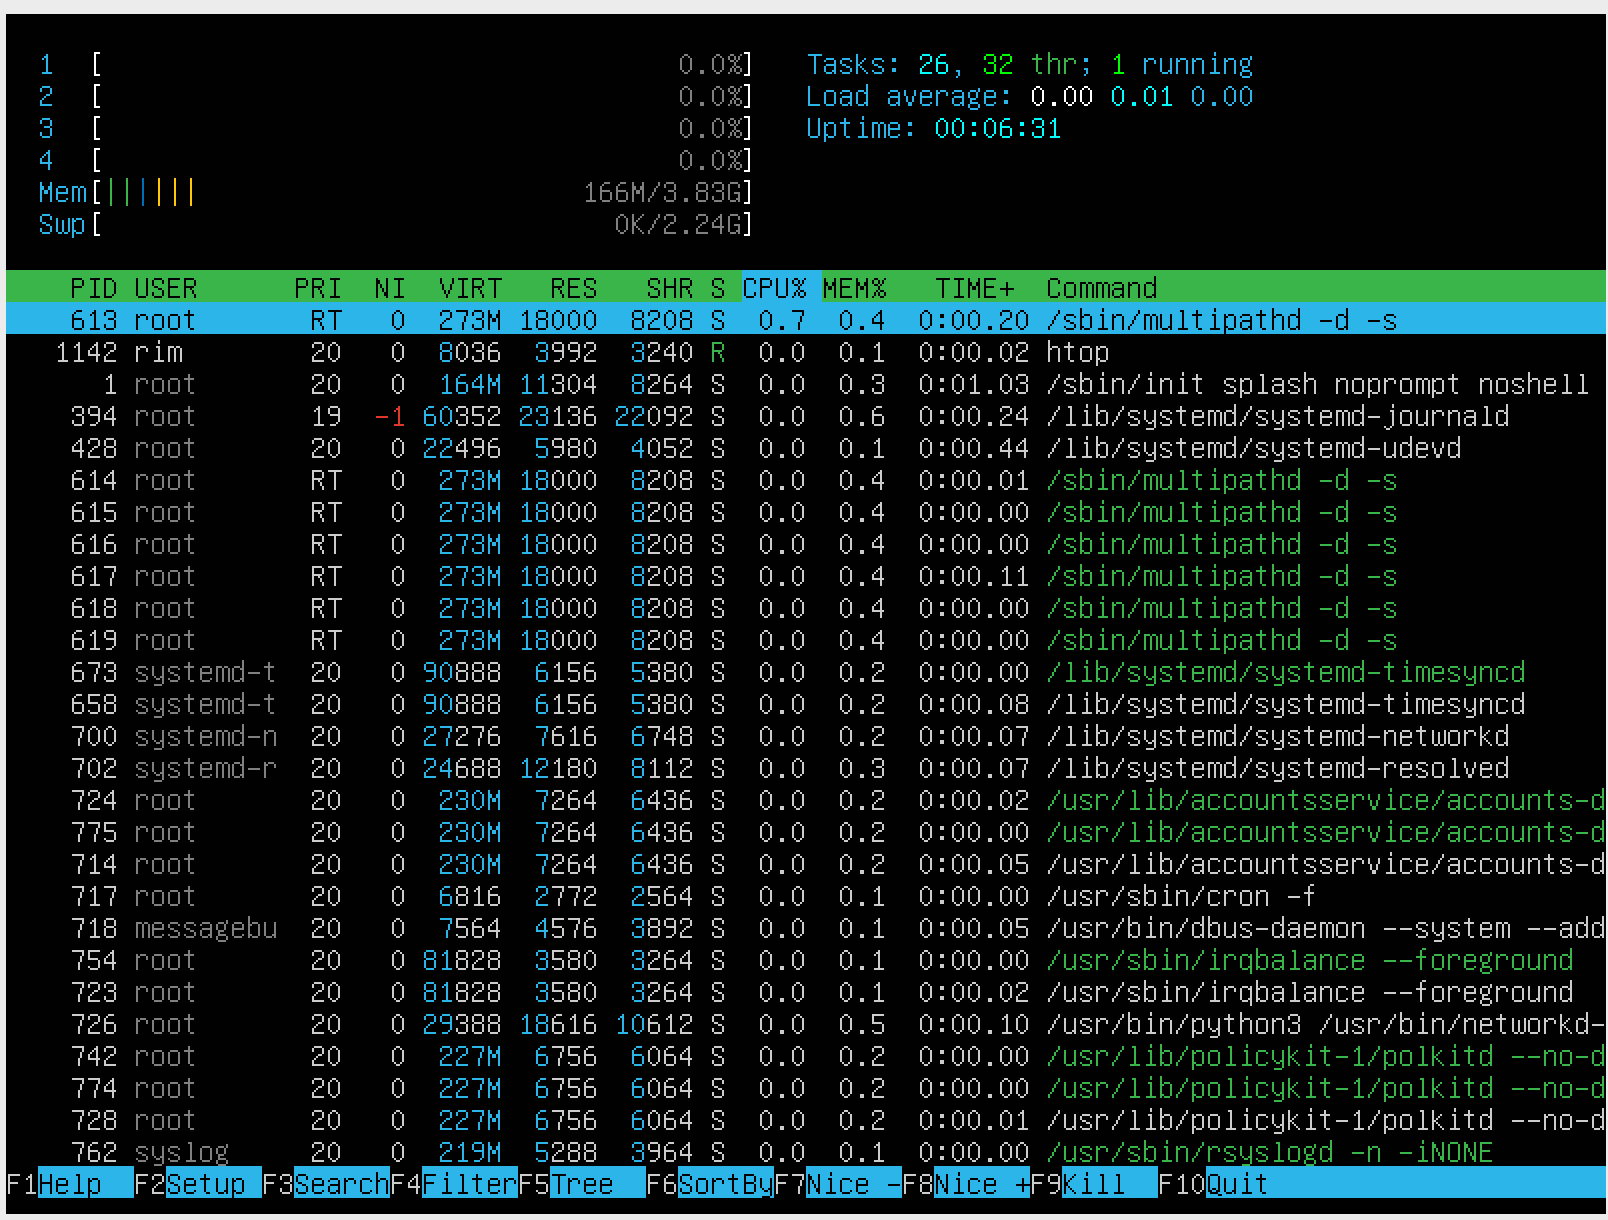 1 [ 0.0%] Tasks: 26, 32 thr; 1 running
2 [ 0.0%] Load average: 0.00 0.01 0.00
3 [ 0.0%] Uptime: 00:06:31
4 [ 0.0%]
Mem[|||||| 166M/3.83G]
Swp[ 0K/2.24G]
PID USER PRI NI VIRT RES SHR S CPU% MEM% TIME+ Command
613 root RT 0 273M 18000 8208 S 0.7 0.4 0:00.20 /sbin/multipathd -d -s
1142 rim 20 0 8036 3992 3240 R 0.0 0.1 0:00.02 htop
1 root 20 0 164M 11304 8264 S 0.0 0.3 0:01.03 /sbin/init splash noprompt noshell
394 root 19 -1 60352 23136 22092 S 0.0 0.6 0:00.24 /lib/systemd/systemd-journald
428 root 20 0 22496 5980 4052 S 0.0 0.1 0:00.44 /lib/systemd/systemd-udevd
614 root RT 0 273M 18000 8208 S 0.0 0.4 0:00.01 /sbin/multipathd -d -s
615 root RT 0 273M 18000 8208 S 0.0 0.4 0:00.00 /sbin/multipathd -d -s
616 root RT 0 273M 18000 8208 S 0.0 0.4 0:00.00 /sbin/multipathd -d -s
617 root RT 0 273M 18000 8208 S 0.0 0.4 0:00.11 /sbin/multipathd -d -s
618 root RT 0 273M 18000 8208 S 0.0 0.4 0:00.00 /sbin/multipathd -d -s
619 root RT 0 273M 18000 8208 S 0.0 0.4 0:00.00 /sbin/multipathd -d -s
673 systemd-t 20 0 90888 6156 5380 S 0.0 0.2 0:00.00 /lib/systemd/systemd-timesyncd
658 systemd-t 20 0 90888 6156 5380 S 0.0 0.2 0:00.08 /lib/systemd/systemd-timesyncd
700 systemd-n 20 0 27276 7616 6748 S 0.0 0.2 0:00.07 /lib/systemd/systemd-networkd
702 systemd-r 20 0 24688 12180 8112 S 0.0 0.3 0:00.07 /lib/systemd/systemd-resolved
724 root 20 0 230M 7264 6436 S 0.0 0.2 0:00.02 /usr/lib/accountsservice/accounts-d
775 root 20 0 230M 7264 6436 S 0.0 0.2 0:00.00 /usr/lib/accountsservice/accounts-d
714 root 20 0 230M 7264 6436 S 0.0 0.2 0:00.05 /usr/lib/accountsservice/accounts-d
717 root 20 0 6816 2772 2564 S 0.0 0.1 0:00.00 /usr/sbin/cron -f
718 messagebu 20 0 7564 4576 3892 S 0.0 0.1 0:00.05 /usr/bin/dbus-daemon --system --add
754 root 20 0 81828 3580 3264 S 0.0 0.1 0:00.00 /usr/sbin/irqbalance --foreground
723 root 20 0 81828 3580 3264 S 0.0 0.1 0:00.02 /usr/sbin/irqbalance --foreground
726 root 20 0 29388 18616 10612 S 0.0 0.5 0:00.10 /usr/bin/python3 /usr/bin/networkd-
742 root 20 0 227M 6756 6064 S 0.0 0.2 0:00.00 /usr/lib/policykit-1/polkitd --no-d
774 root 20 0 227M 6756 6064 S 0.0 0.2 0:00.00 /usr/lib/policykit-1/polkitd --no-d
728 root 20 0 227M 6756 6064 S 0.0 0.2 0:00.01 /usr/lib/policykit-1/polkitd --no-d
762 syslog 20 0 219M 5288 3964 S 0.0 0.1 0:00.00 /usr/sbin/rsyslogd -n -iNONE
F1Help F2Setup F3SearchF4FilterF5Tree F6SortByF7Nice -F8Nice +F9Kill F10Quit